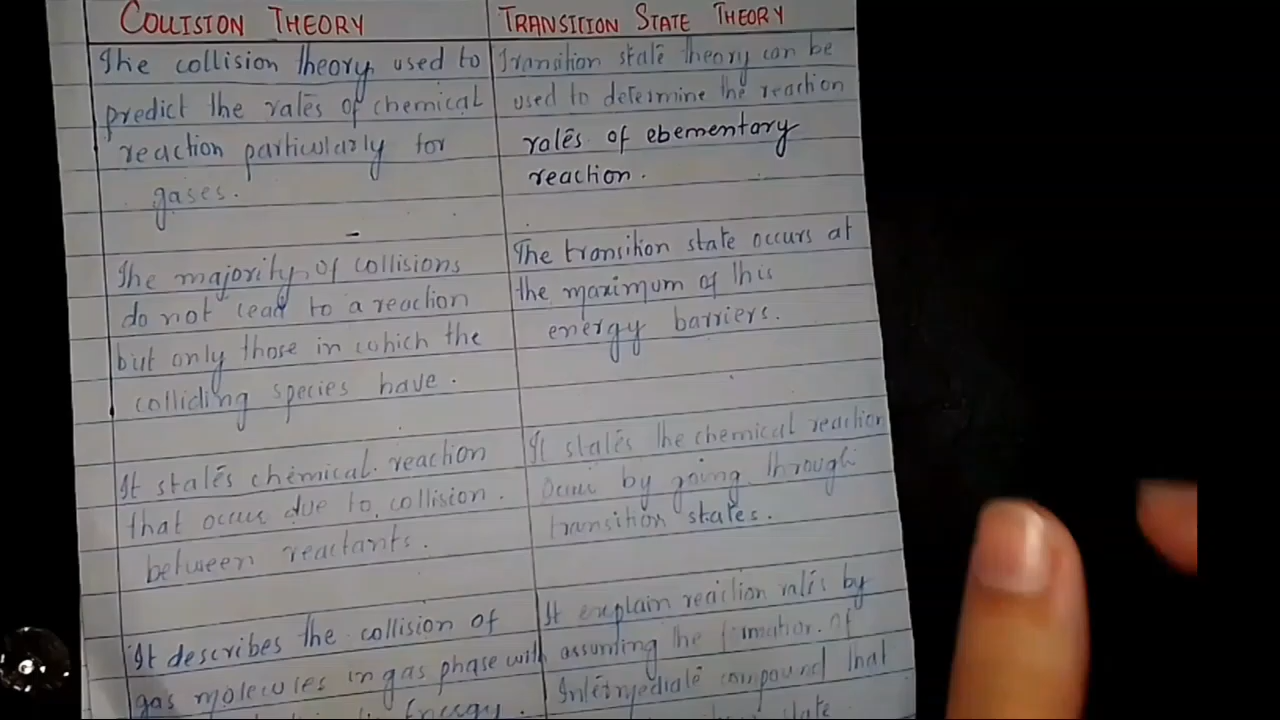 COLLISION THEORY
The collision theory used to
predict the rates of chemical
reaction particularly for
gases.
The majority of collisions
do not lead to a reaction
but only those in which the
colliding species have.
It states chemical reaction
that occur due to collision.
between reactants.
It describes the collision of
gas molecules in gas phase with
Energy.
TRANSITION STATE THEORY
Transition state theory can be
used to determine the reaction
rates of ebementary
reaction.
The transition state occurs at
the maximum of this
energy barriers.
It states the chemical reaction
occur by going through
transition states.
It explain reaction rates by
assuming the formation of
Intermediate compound that
state